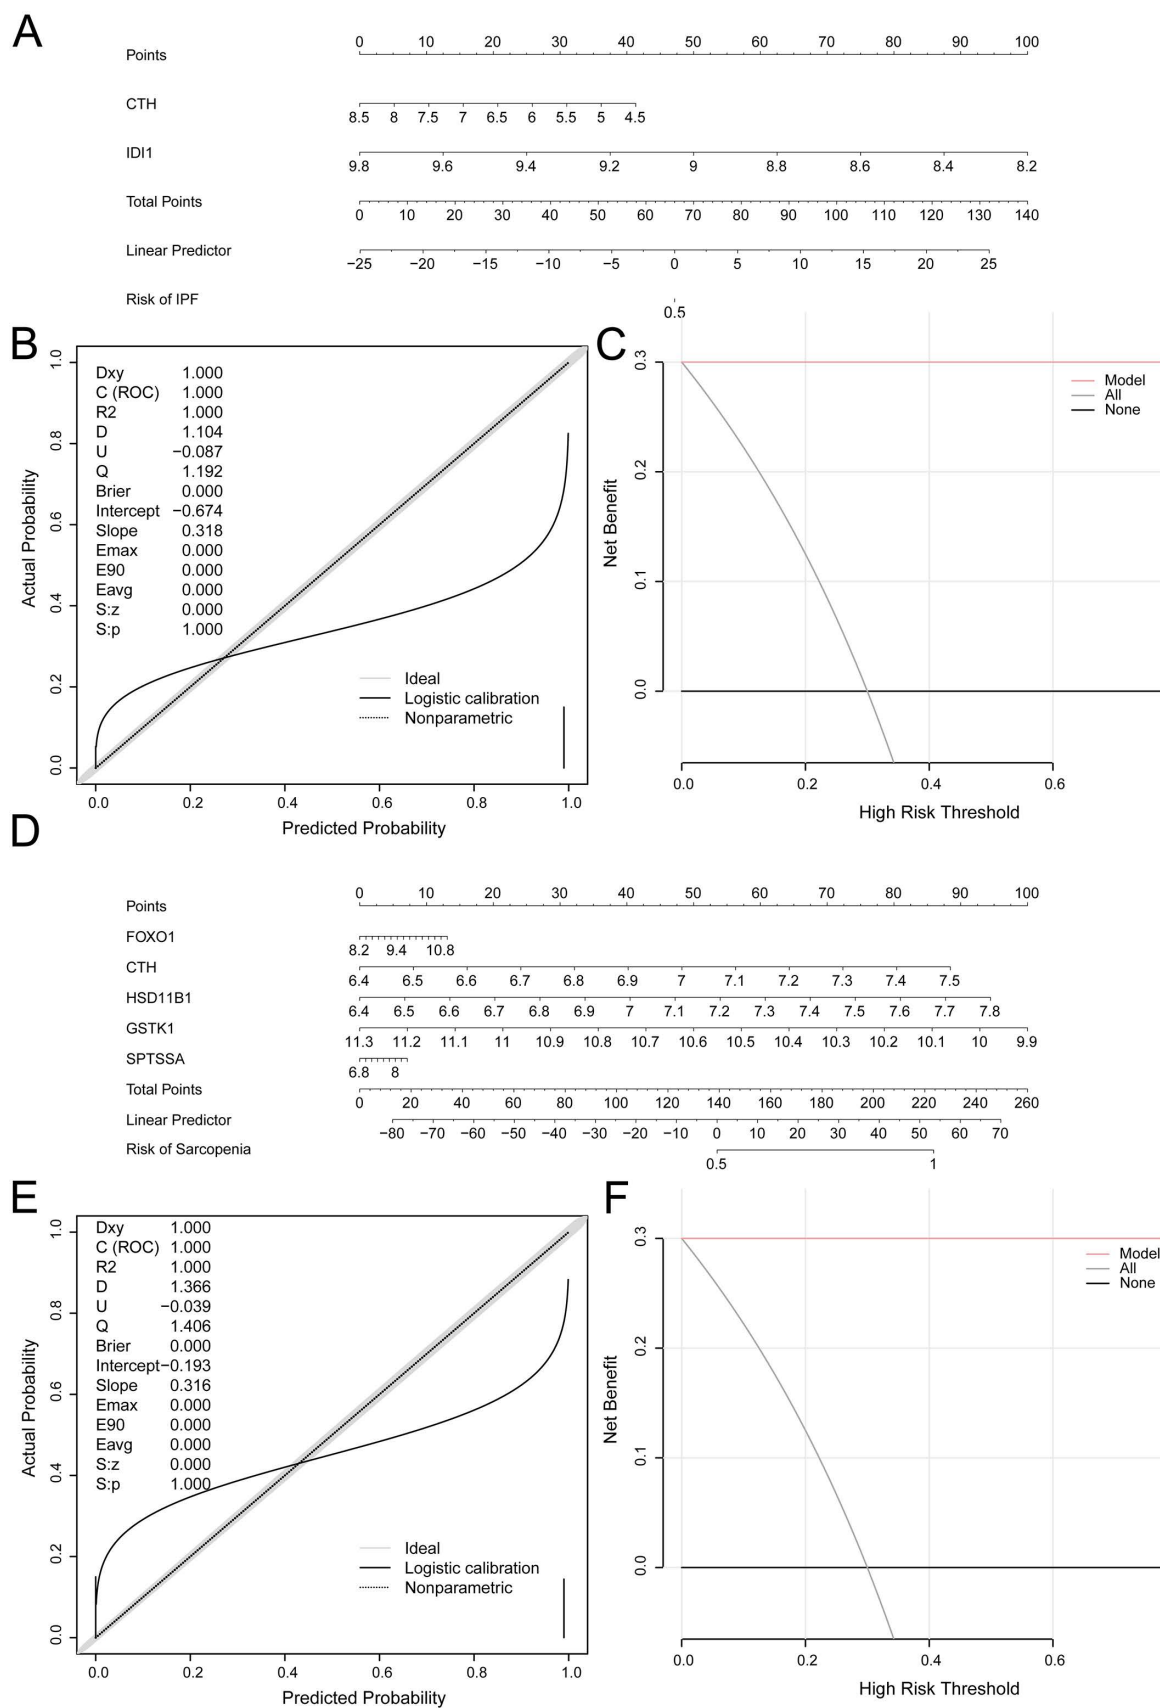 A
Points
0 10 20 30 40 50 60 70 80 90 100
CTH
8.5 8 7.5 7 6.5 6 5.5 5 4.5
IDI1
9.8 9.6 9.4 9.2 9 8.8 8.6 8.4 8.2
Total Points
0 10 20 30 40 50 60 70 80 90 100 110 120 130 140
Linear Predictor
−25 −20 −15 −10 −5 0 5 10 15 20 25
Risk of IPF
0.5
B
Dxy 1.000
C (ROC) 1.000
R2 1.000
D 1.104
U −0.087
Q 1.192
Brier 0.000
Intercept −0.674
Slope 0.318
Emax 0.000
E90 0.000
Eavg 0.000
S:z 0.000
S:p 1.000
Ideal
Logistic calibration
Nonparametric
Actual Probability
0.0 0.2 0.4 0.6 0.8 1.0
0.0 0.2 0.4 0.6 0.8 1.0
Predicted Probability
C
Model
All
None
Net Benefit
0.0 0.1 0.2 0.3
0.0 0.2 0.4 0.6
High Risk Threshold
D
Points
0 10 20 30 40 50 60 70 80 90 100
FOXO1
8.2 9.4 10.8
CTH
6.4 6.5 6.6 6.7 6.8 6.9 7 7.1 7.2 7.3 7.4 7.5
HSD11B1
6.4 6.5 6.6 6.7 6.8 6.9 7 7.1 7.2 7.3 7.4 7.5 7.6 7.7 7.8
GSTK1
11.3 11.2 11.1 11 10.9 10.8 10.7 10.6 10.5 10.4 10.3 10.2 10.1 10 9.9
SPTSSA
6.8 8
Total Points
0 20 40 60 80 100 120 140 160 180 200 220 240 260
Linear Predictor
−80 −70 −60 −50 −40 −30 −20 −10 0 10 20 30 40 50 60 70
Risk of Sarcopenia
0.5 1
E
Dxy 1.000
C (ROC) 1.000
R2 1.000
D 1.366
U −0.039
Q 1.406
Brier 0.000
Intercept −0.193
Slope 0.316
Emax 0.000
E90 0.000
Eavg 0.000
S:z 0.000
S:p 1.000
Ideal
Logistic calibration
Nonparametric
Actual Probability
0.0 0.2 0.4 0.6 0.8 1.0
0.0 0.2 0.4 0.6 0.8 1.0
Predicted Probability
F
Model
All
None
Net Benefit
0.0 0.1 0.2 0.3
0.0 0.2 0.4 0.6
High Risk Threshold